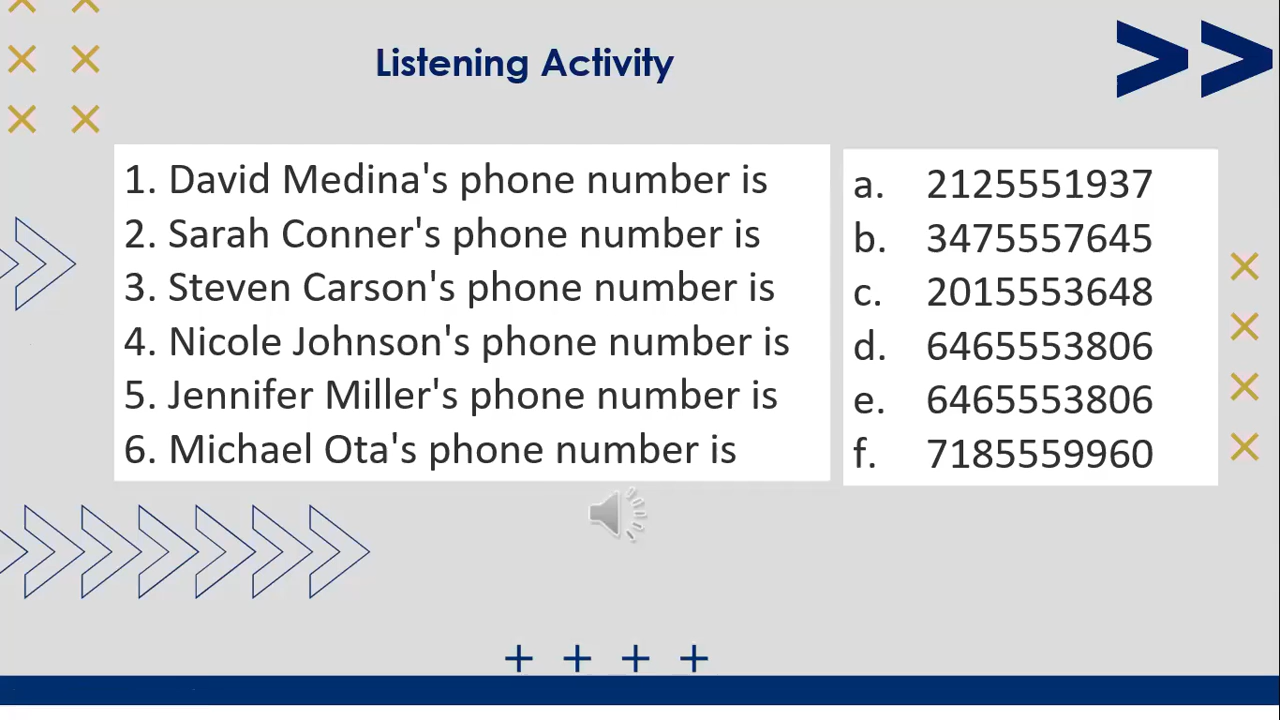 Listening Activity
1. David Medina's phone number is
2. Sarah Conner's phone number is
3. Steven Carson's phone number is
4. Nicole Johnson's phone number is
5. Jennifer Miller's phone number is
6. Michael Ota's phone number is
a. 2125551937
b. 3475557645
c. 2015553648
d. 6465553806
e. 6465553806
f. 7185559960